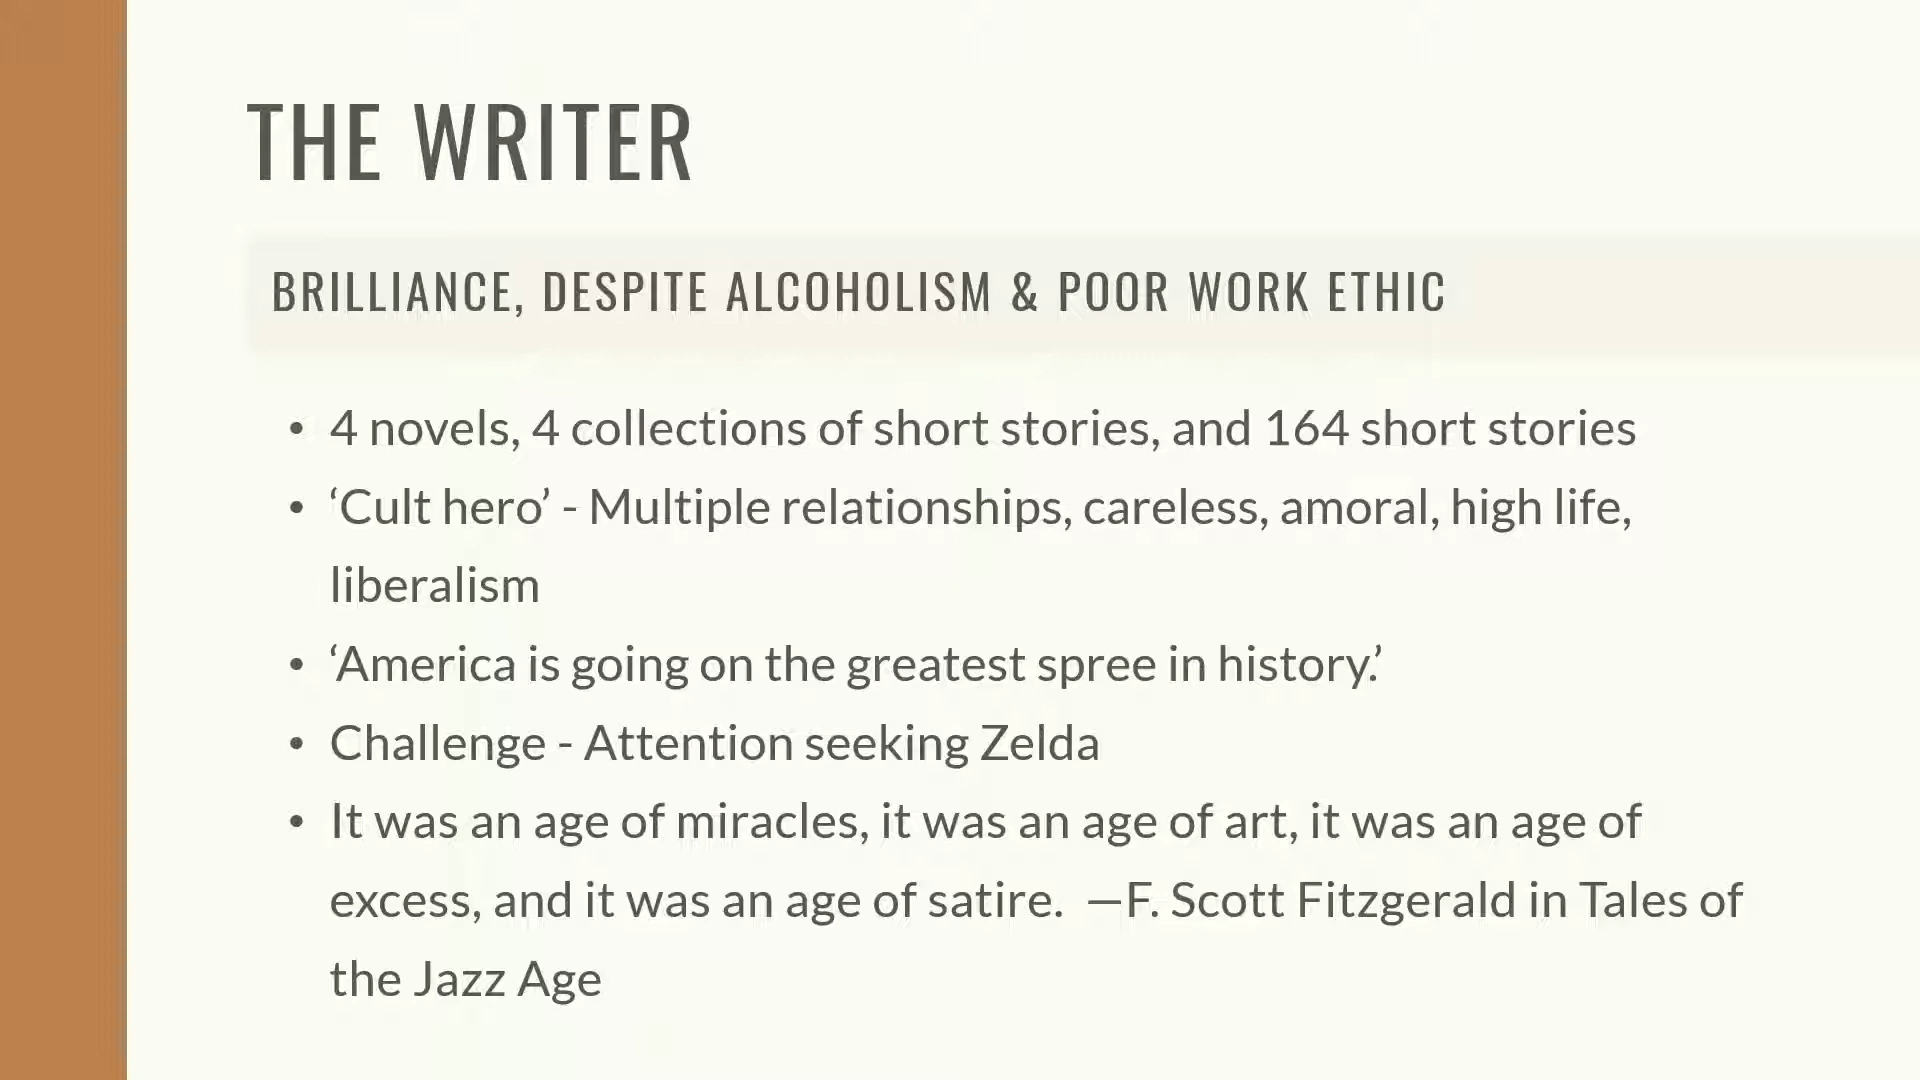 THE WRITER
BRILLIANCE, DESPITE ALCOHOLISM & POOR WORK ETHIC
• 4 novels, 4 collections of short stories, and 164 short stories
• ‘Cult hero’ - Multiple relationships, careless, amoral, high life,
liberalism
• ‘America is going on the greatest spree in history.’
• Challenge - Attention seeking Zelda
• It was an age of miracles, it was an age of art, it was an age of
excess, and it was an age of satire.  —F. Scott Fitzgerald in Tales of
the Jazz Age